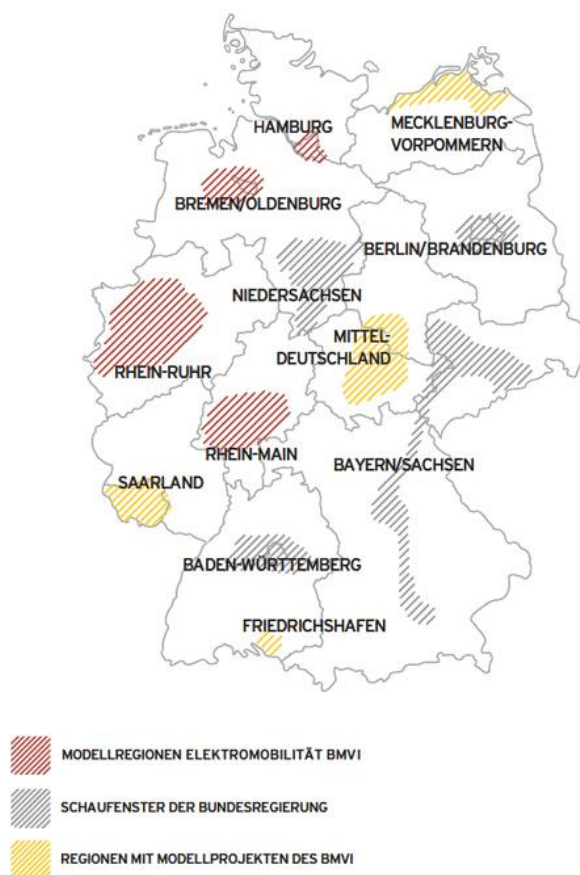 HAMBURG
MECKLENBURG-
VORPOMMERN
BREMEN/OLDENBURG
BERLIN/BRANDENBURG
NIEDERSACHSEN
MITTEL-
DEUTSCHLAND
RHEIN-RUHR
RHEIN-MAIN
BAYERN/SACHSEN
SAARLAND
BADEN-WÜRTTEMBERG
FRIEDRICHSHAFEN
MODELLREGIONEN ELEKTROMOBILITÄT BMVI
SCHAUFENSTER DER BUNDESREGIERUNG
REGIONEN MIT MODELLPROJEKTEN DES BMVI